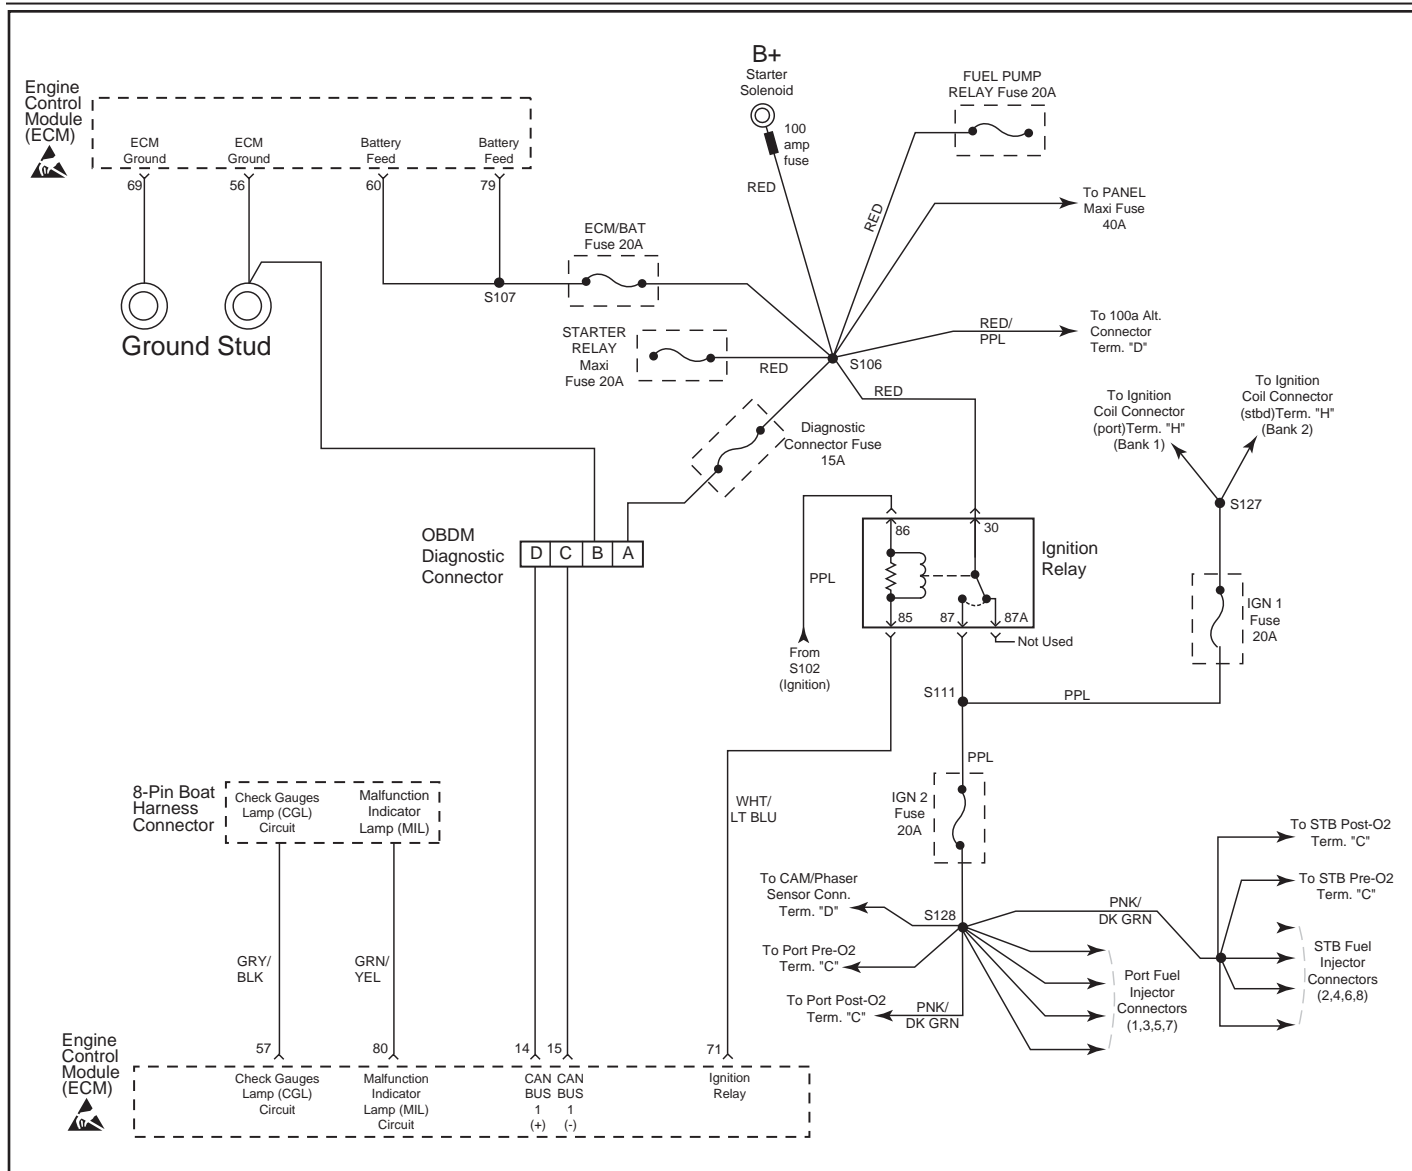 B+
Starter
Solenoid
100
amp
fuse
RED
FUEL PUMP
RELAY Fuse 20A
RED
To PANEL
Maxi Fuse
40A
Engine
Control
Module
(ECM)
ECM
Ground
ECM
Ground
Battery
Feed
Battery
Feed
69
56
60
79
ECM/BAT
Fuse 20A
S107
Ground Stud
STARTER
RELAY
Maxi
Fuse 20A
RED
S106
RED/
PPL
To 100a Alt.
Connector
Term. "D"
RED
To Ignition
Coil Connector
(port)Term. "H"
(Bank 1)
To Ignition
Coil Connector
(stbd)Term. "H"
(Bank 2)
Diagnostic
Connector Fuse
15A
S127
OBDM
Diagnostic
Connector
D
C
B
A
86
30
Ignition
Relay
PPL
85
87
87A
Not Used
From
S102
(Ignition)
IGN 1
Fuse
20A
S111
PPL
PPL
8-Pin Boat
Harness
Connector
Check Gauges
Lamp (CGL)
Circuit
Malfunction
Indicator
Lamp (MIL)
WHT/
LT BLU
IGN 2
Fuse
20A
To STB Post-O2
Term. "C"
To CAM/Phaser
Sensor Conn.
Term. "D"
To STB Pre-O2
Term. "C"
S128
PNK/
DK GRN
To Port Pre-O2
Term. "C"
GRY/
BLK
GRN/
YEL
STB Fuel
Injector
Connectors
(2,4,6,8)
Port Fuel
Injector
Connectors
(1,3,5,7)
To Port Post-O2
Term. "C"
PNK/
DK GRN
57
80
14
15
71
Engine
Control
Module
(ECM)
Check Gauges
Lamp (CGL)
Circuit
Malfunction
Indicator
Lamp (MIL)
Circuit
CAN
BUS
1
(+)
CAN
BUS
1
(-)
Ignition
Relay